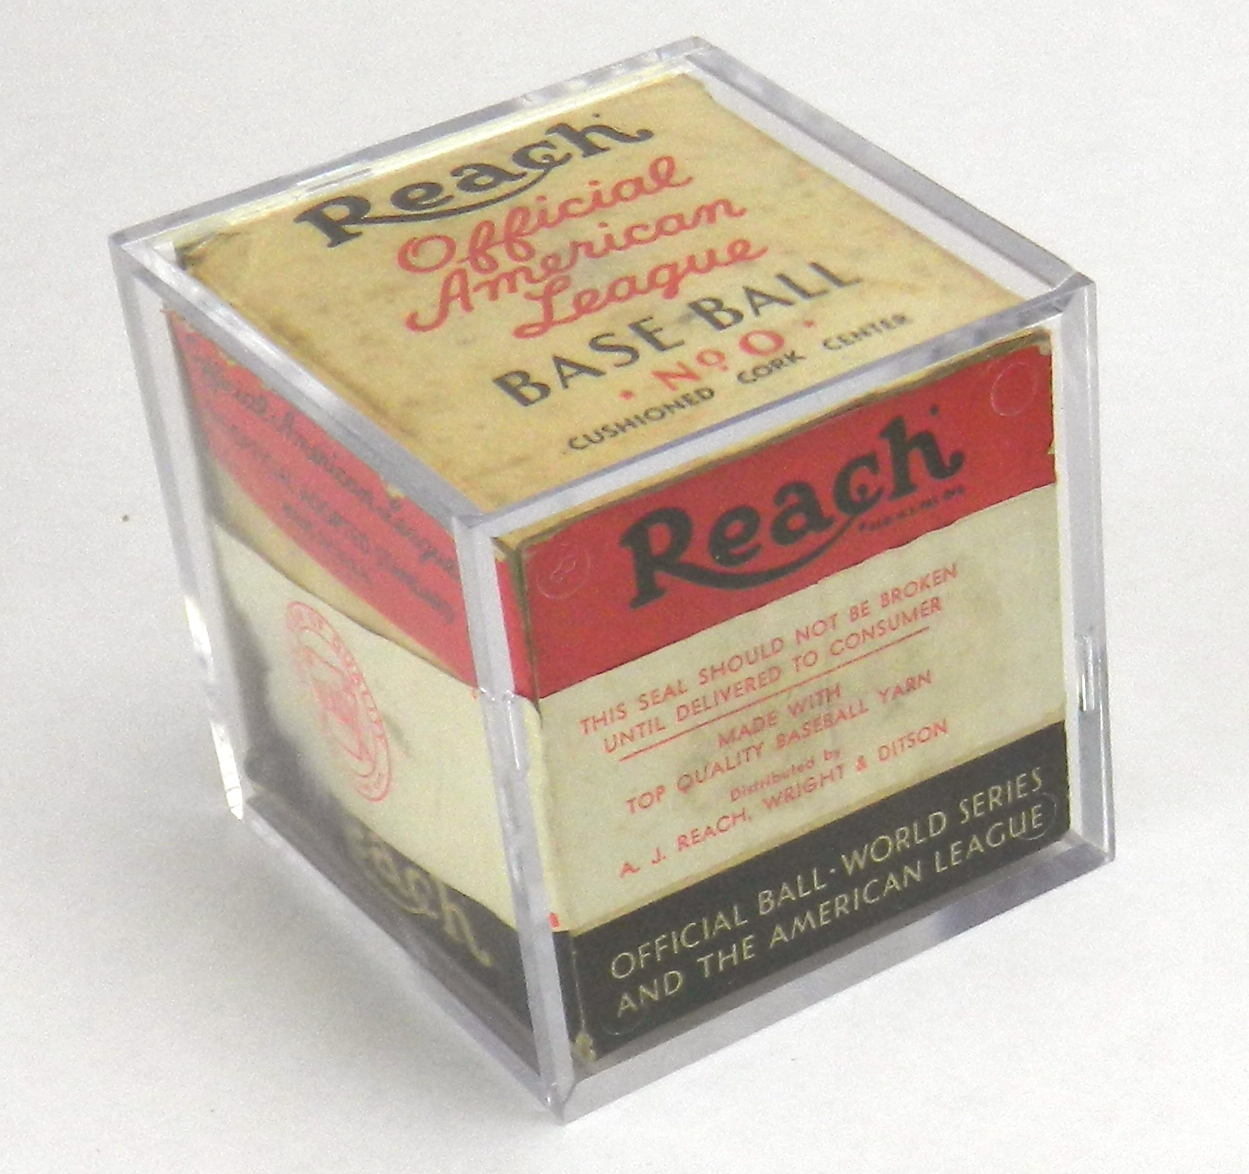 Reach
Official
American
League
BASE BALL
· No 0 ·
CUSHIONED CORK CENTER
Reach
THIS SEAL SHOULD NOT BE BROKEN
UNTIL DELIVERED TO CONSUMER
MADE WITH
TOP QUALITY BASEBALL YARN
Distributed by
A. J. REACH, WRIGHT & DITSON
OFFICIAL BALL·WORLD SERIES
AND THE AMERICAN LEAGUE
Official American League
Reach